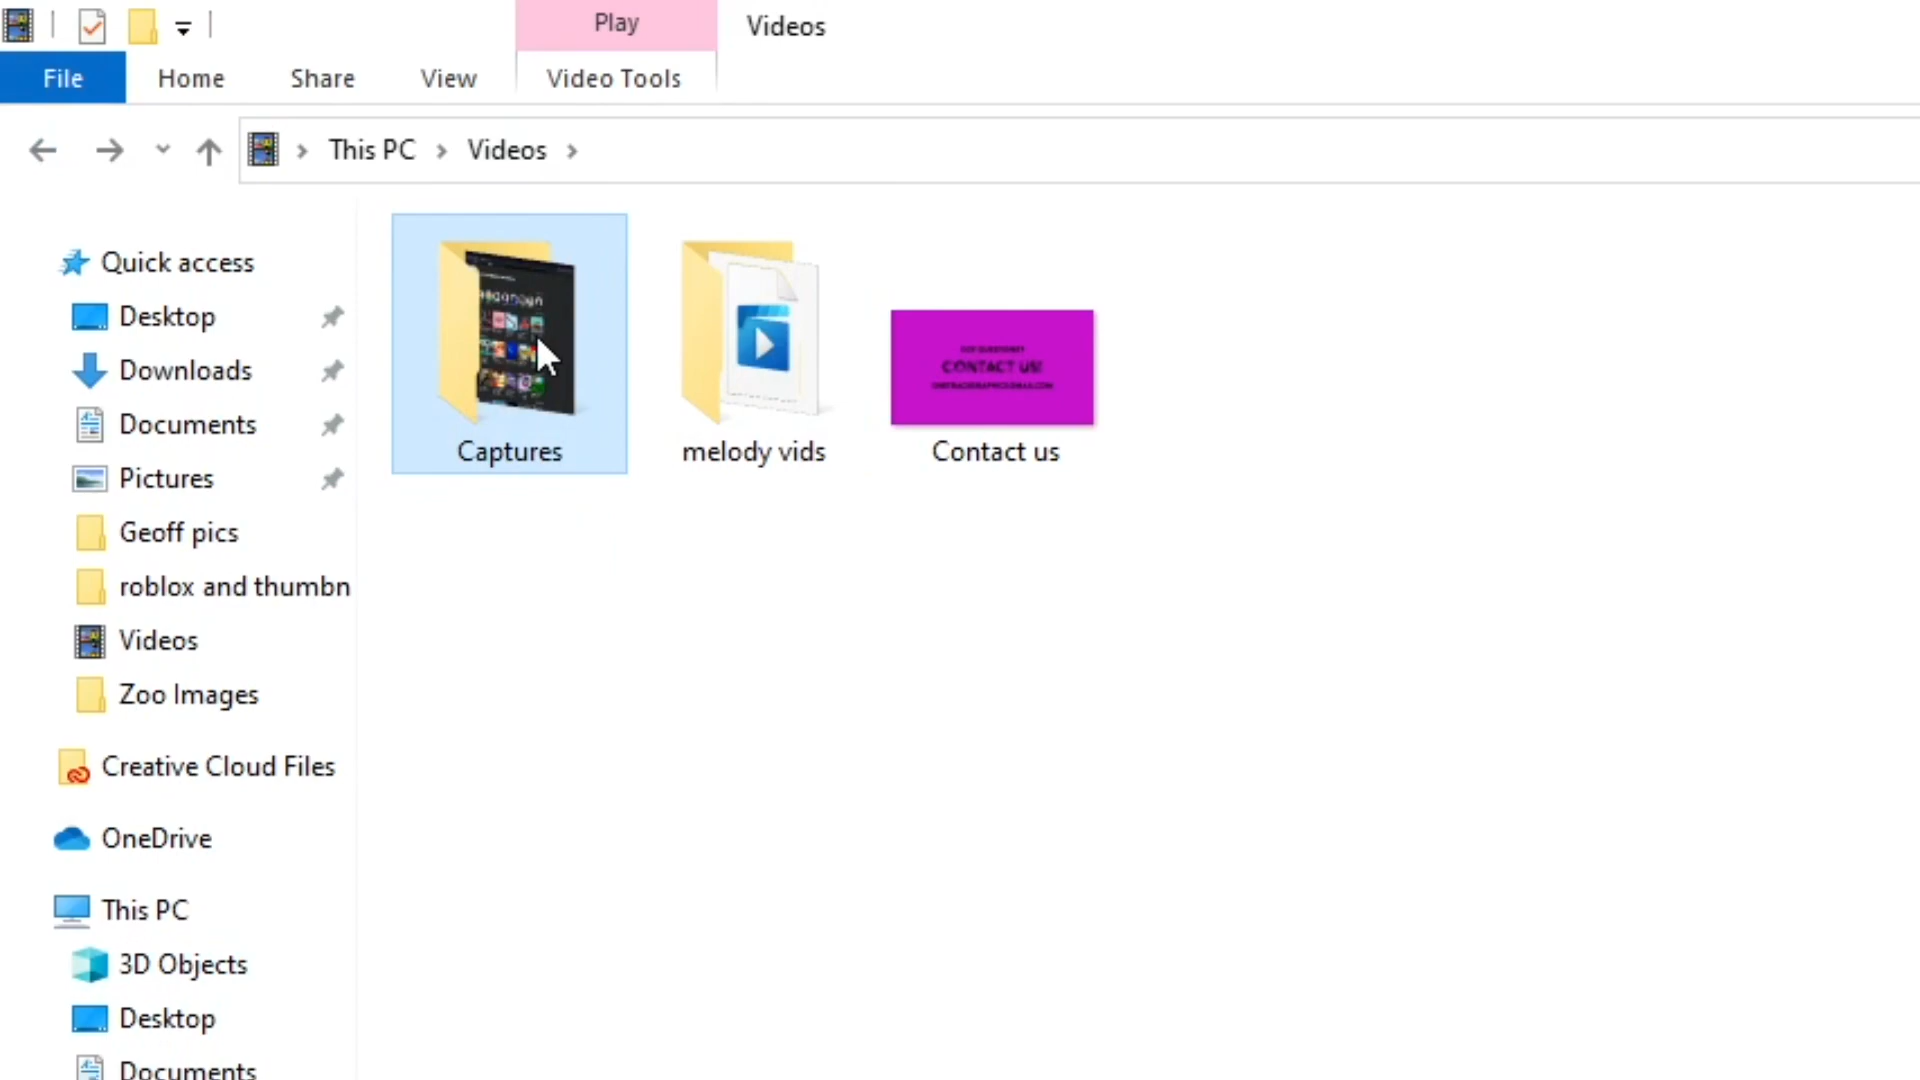 Play
Videos
File
Home
Share
View
Video Tools
This PC
Videos
Quick access
Desktop
Downloads
Documents
Pictures
Geoff pics
roblox and thumbn
Videos
Zoo Images
Creative Cloud Files
OneDrive
This PC
3D Objects
Desktop
Documents
Captures
melody vids
CONTACT US!
Contact us